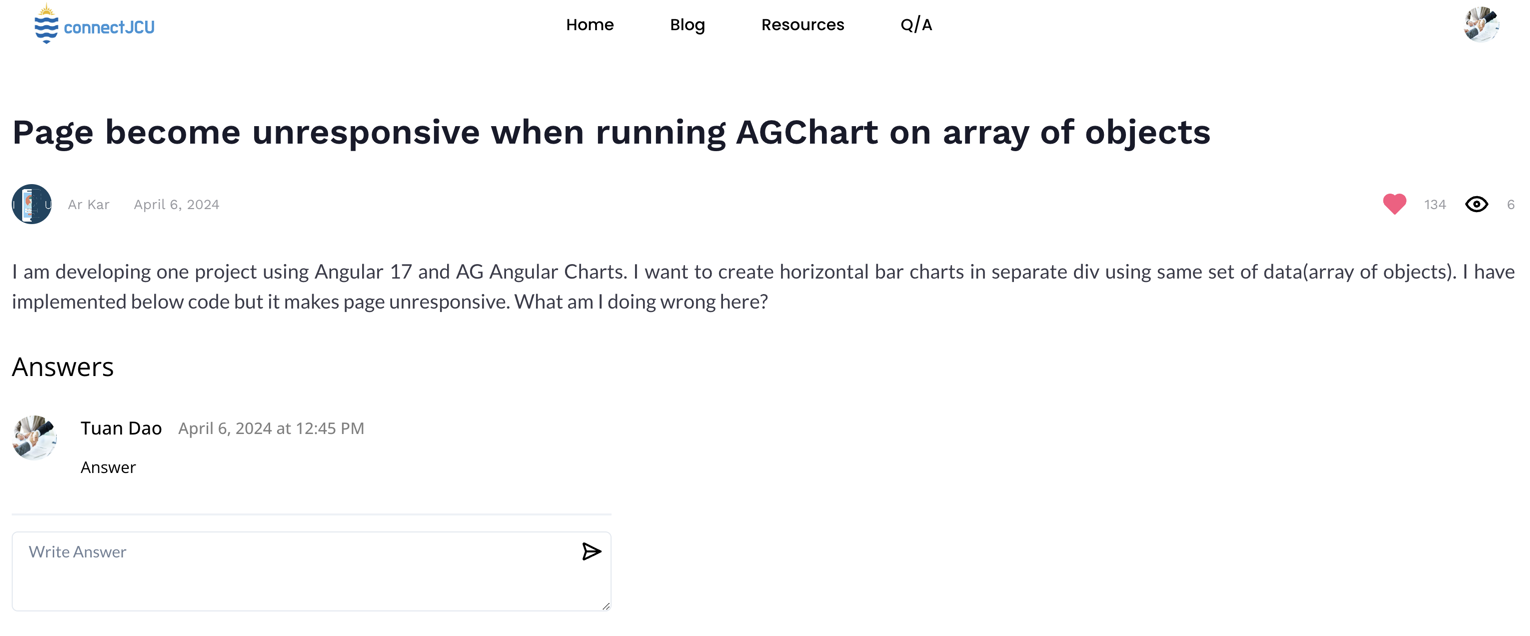 connectJCU
Home
Blog
Resources
Q/A
Page become unresponsive when running AGChart on array of objects
Ar Kar
April 6, 2024
134
6
I am developing one project using Angular 17 and AG Angular Charts. I want to create horizontal bar charts in separate div using same set of data(array of objects). I have
implemented below code but it makes page unresponsive. What am I doing wrong here?
Answers
Tuan Dao
April 6, 2024 at 12:45 PM
Answer
Write Answer